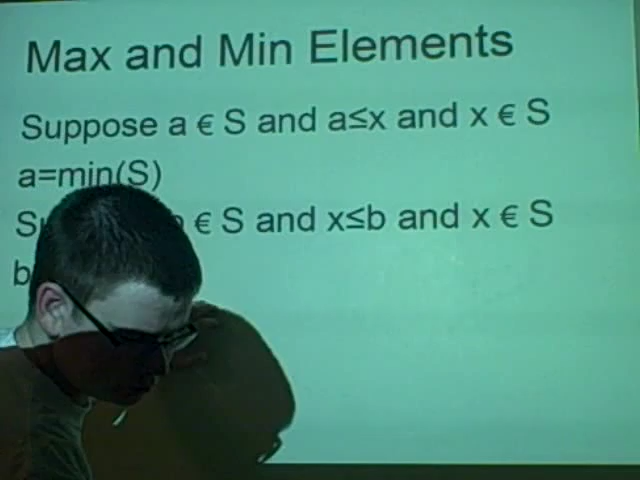 Max and Min Elements
Suppose a € S and a≤x and x € S
a=min(S)
€ S and x≤b and x € S
b